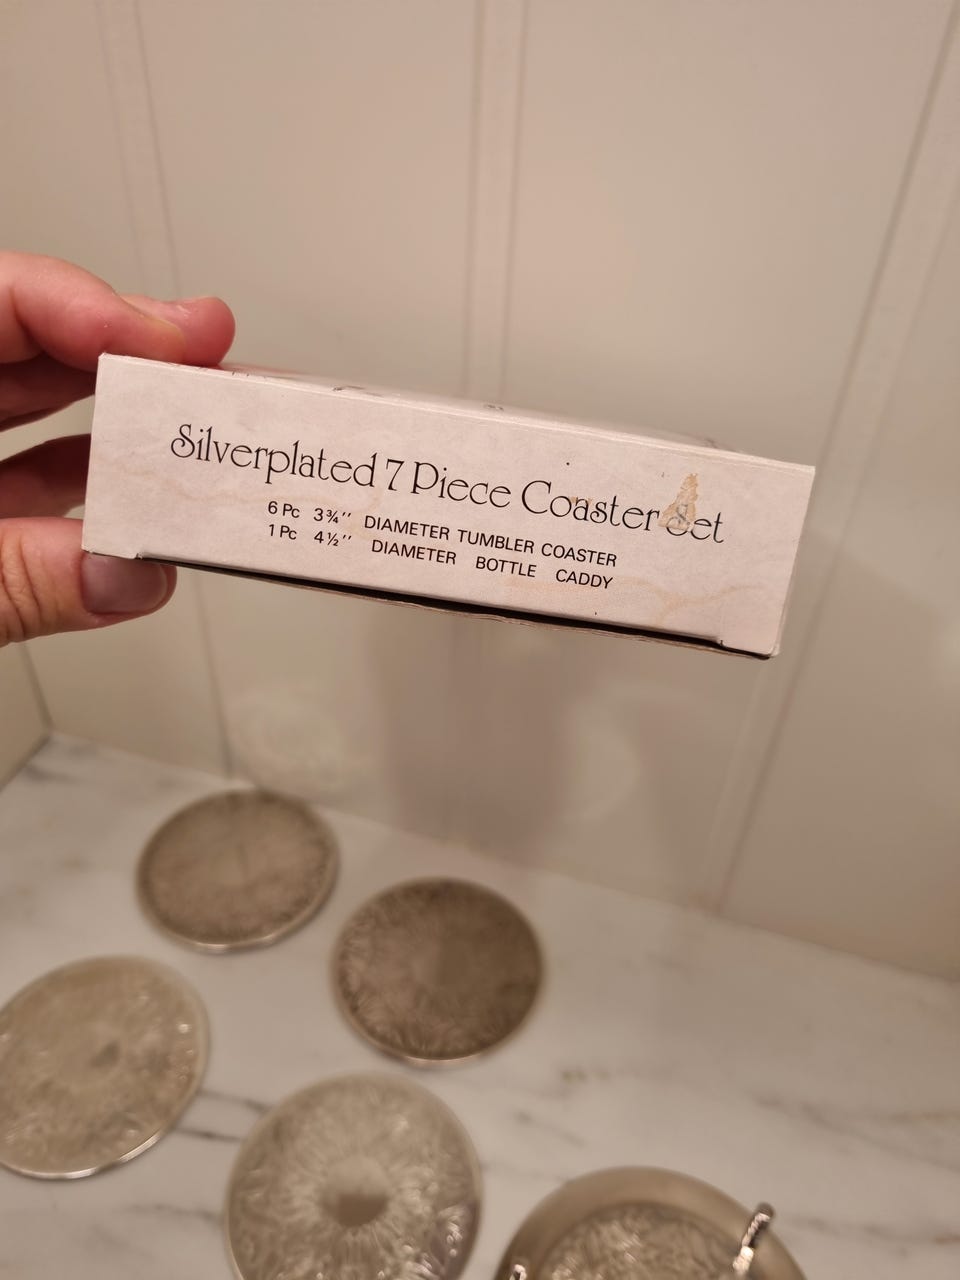 Silverplated 7 Piece Coaster Set
6 Pc 3¾'' DIAMETER TUMBLER COASTER
1 Pc 4½'' DIAMETER BOTTLE CADDY